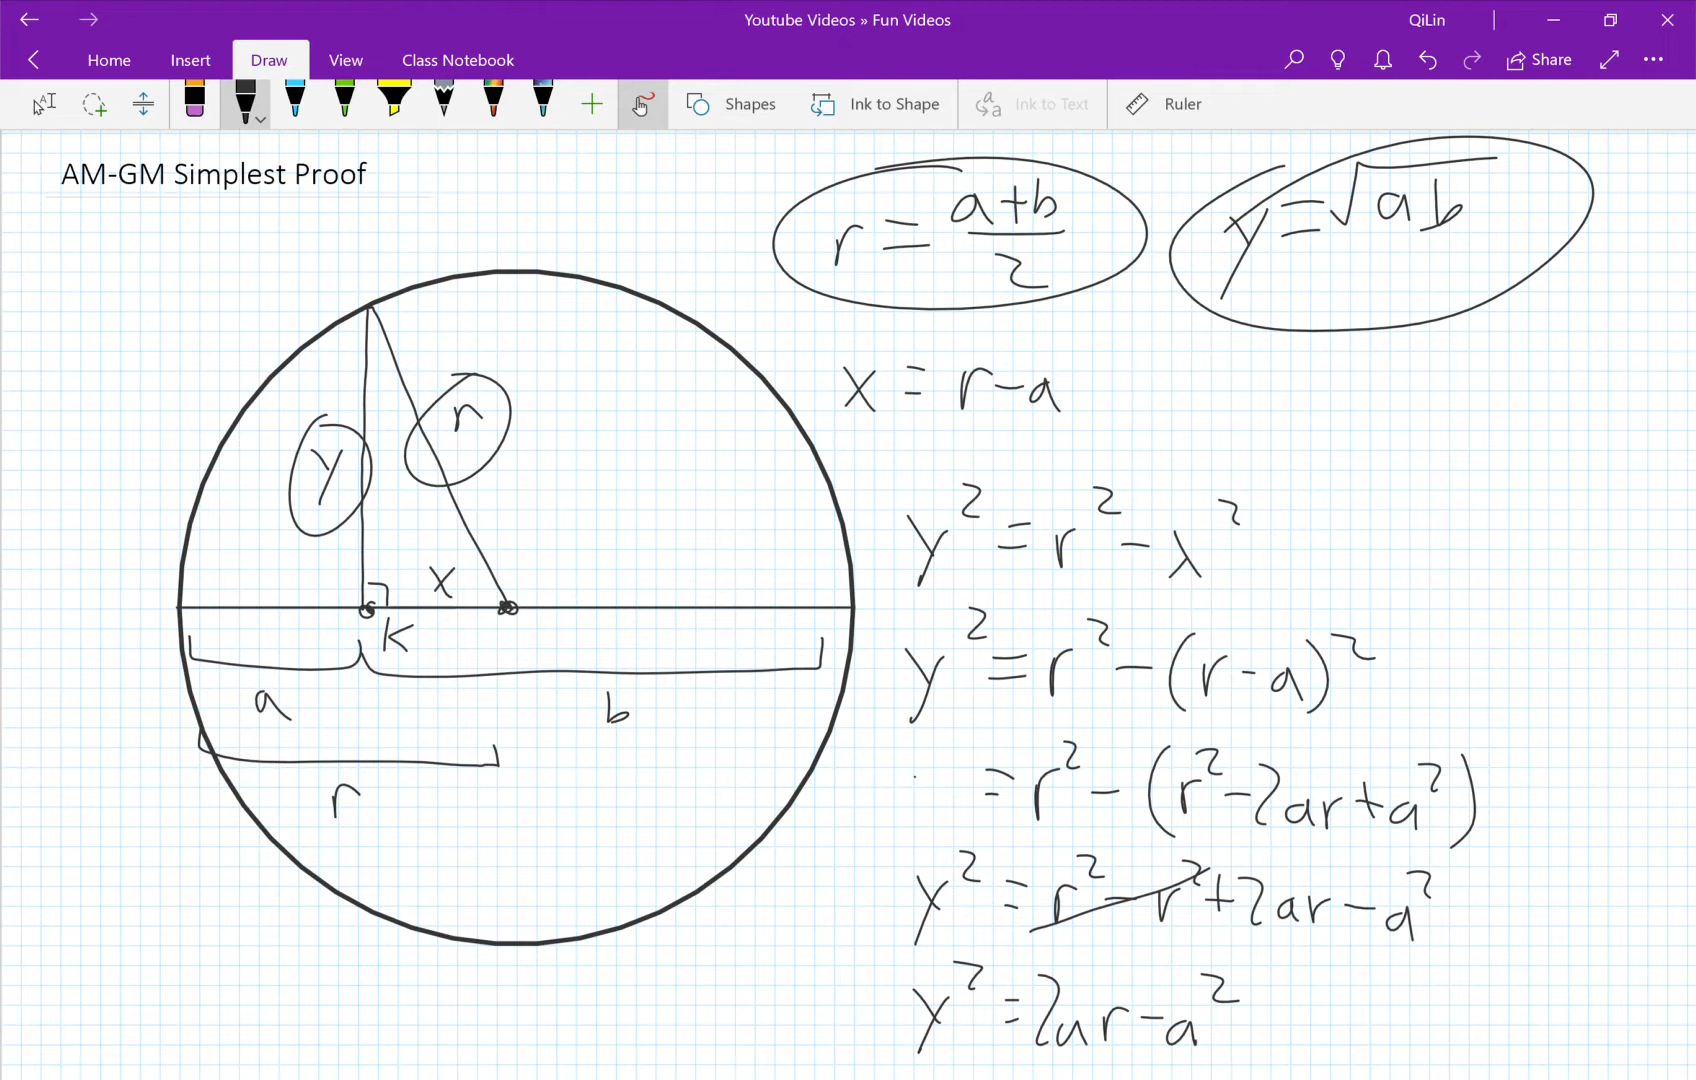 Youtube Videos » Fun Videos
QiLin
Home Insert Draw View Class Notebook
Share
Shapes Ink to Shape Ink to Text Ruler
AM-GM Simplest Proof
r = a+b/2
y = √ab
r
y
x = r-a
x
K
a
b
r
y² = r² - x²
y² = r² - (r-a)²
= r² - (r² - 2ar + a²)
y² = r² - r² + 2ar - a²
y² = 2ar - a²